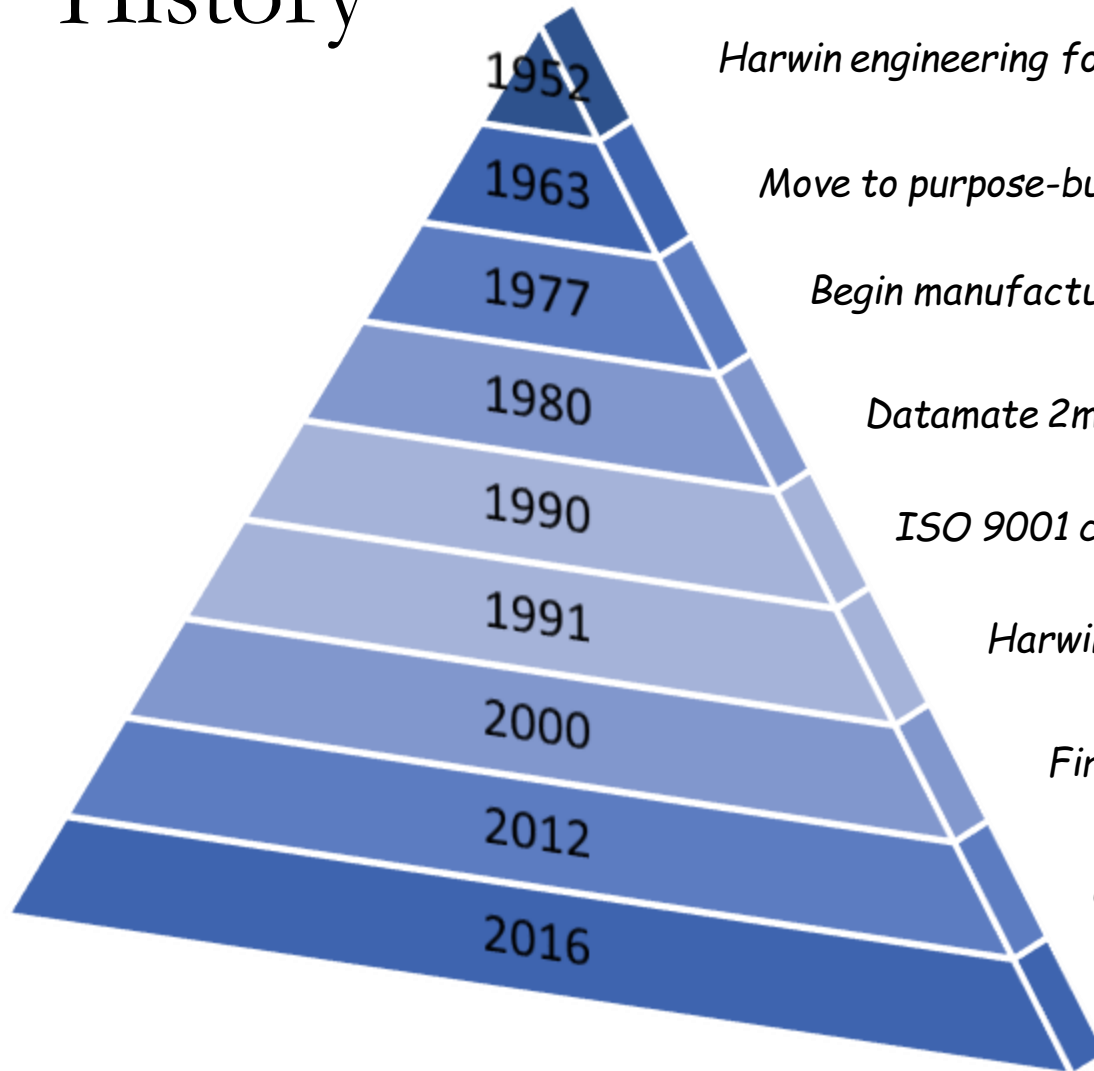 History
1952 Harwin engineering fo
1963 Move to purpose-bu
1977 Begin manufactu
1980 Datamate 2m
1990 ISO 9001
1991 Harwi
2000 Fir
2012
2016